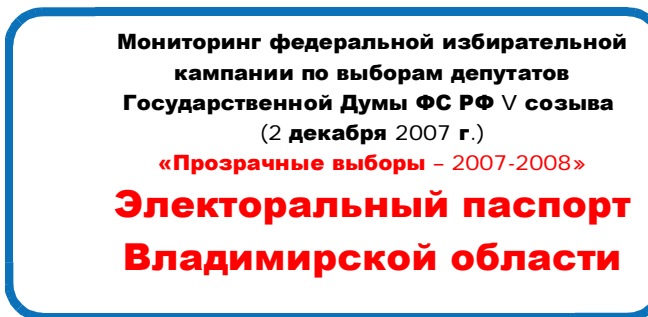 Мониторинг федеральной избирательной
кампании по выборам депутатов
Государственной Думы ФС РФ V созыва
(2 декабря 2007 г.)
«Прозрачные выборы – 2007-2008»
Электоральный паспорт
Владимирской области